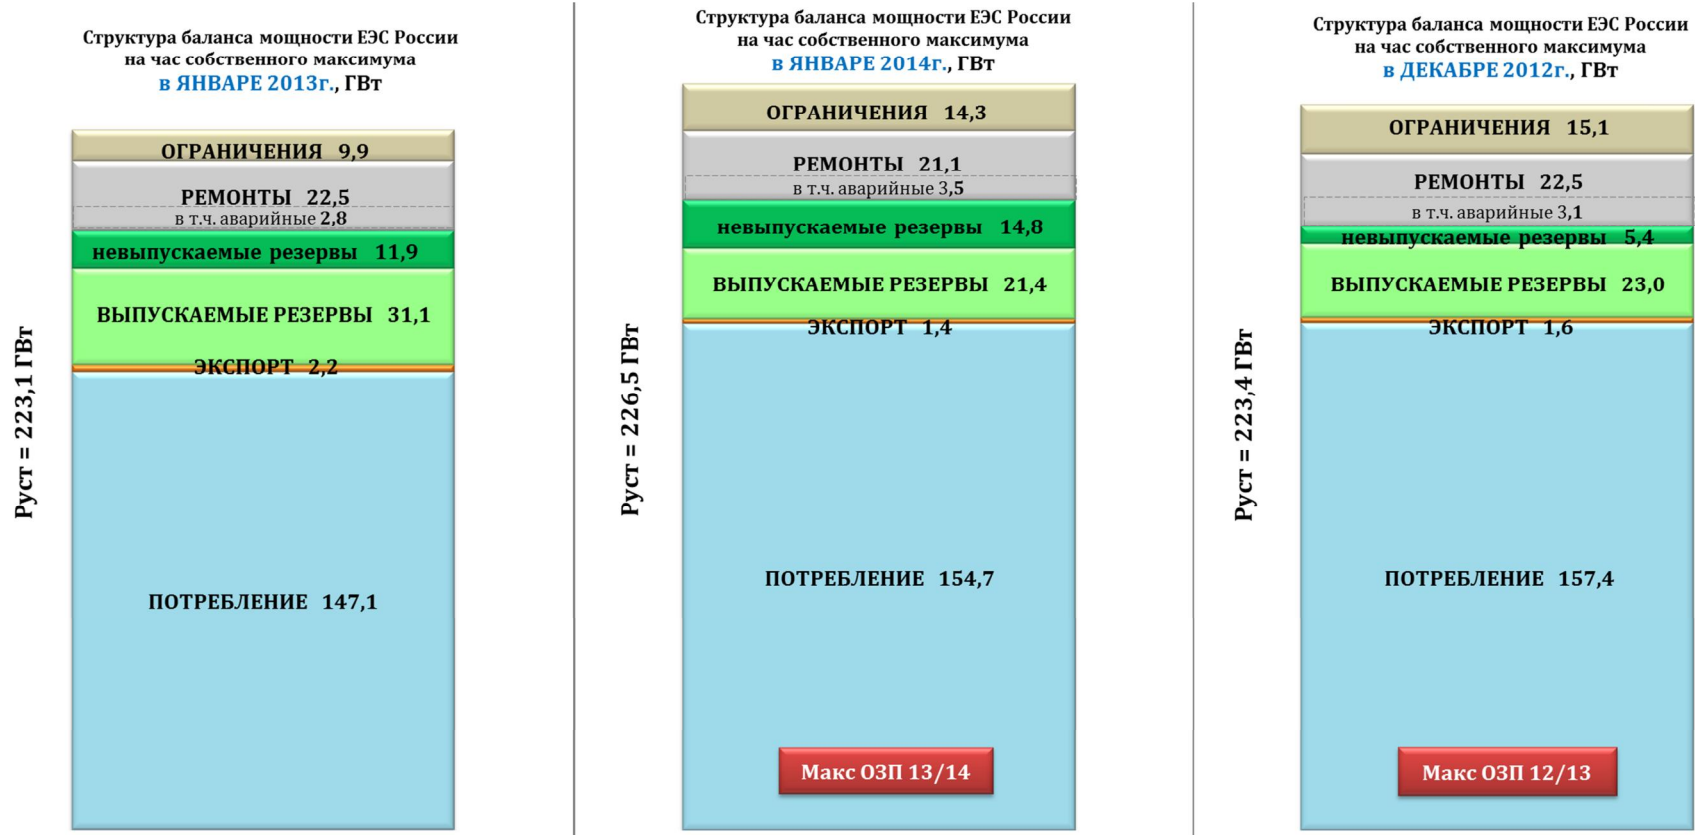 Структура баланса мощности ЕЭС России
на час собственного максимума
в ЯНВАРЕ 2013г., ГВт
ОГРАНИЧЕНИЯ 9,9
РЕМОНТЫ 22,5
в т.ч. аварийные 2,8
невыпускаемые резервы 11,9
ВЫПУСКАЕМЫЕ РЕЗЕРВЫ 31,1
ЭКСПОРТ 2,2
ПОТРЕБЛЕНИЕ 147,1
Руст = 223,1 ГВт
Структура баланса мощности ЕЭС России
на час собственного максимума
в ЯНВАРЕ 2014г., ГВт
ОГРАНИЧЕНИЯ 14,3
РЕМОНТЫ 21,1
в т.ч. аварийные 3,5
невыпускаемые резервы 14,8
ВЫПУСКАЕМЫЕ РЕЗЕРВЫ 21,4
ЭКСПОРТ 1,4
ПОТРЕБЛЕНИЕ 154,7
Макс ОЗП 13/14
Руст = 226,5 ГВт
Структура баланса мощности ЕЭС России
на час собственного максимума
в ДЕКАБРЕ 2012г., ГВт
ОГРАНИЧЕНИЯ 15,1
РЕМОНТЫ 22,5
в т.ч. аварийные 3,1
невыпускаемые резервы 5,4
ВЫПУСКАЕМЫЕ РЕЗЕРВЫ 23,0
ЭКСПОРТ 1,6
ПОТРЕБЛЕНИЕ 157,4
Макс ОЗП 12/13
Руст = 223,4 ГВт